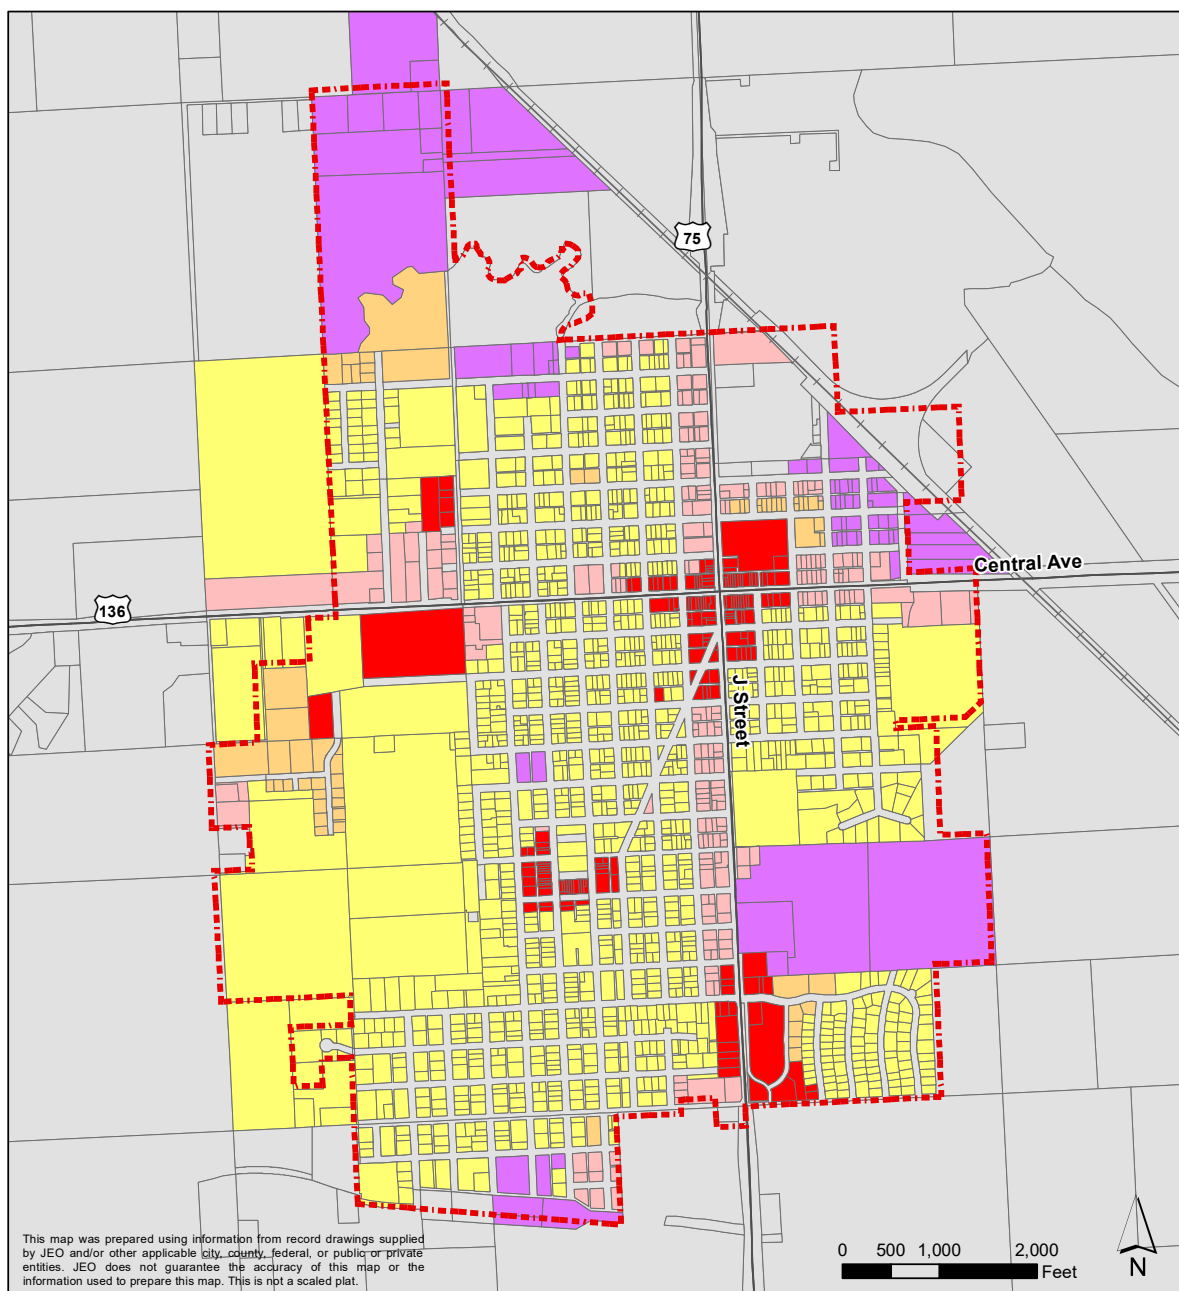 75
Central Ave
136
J Street
This map was prepared using information from record drawings supplied
by JEO and/or other applicable city, county, federal, or public or private
entities. JEO does not guarantee the accuracy of this map or the
information used to prepare this map. This is not a scaled plat.
0 500 1,000 2,000
Feet
N